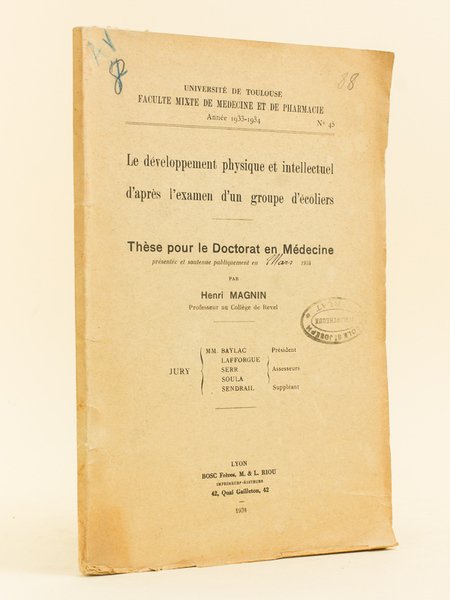 88
UNIVERSITÉ DE TOULOUSE
FACULTE MIXTE DE MEDECINE ET DE PHARMACIE
Année 1933-1934 N° 45
Le développement physique et intellectuel
d'après l'examen d'un groupe d'écoliers
Thèse pour le Doctorat en Médecine
présentée et soutenue publiquement en Mars 1934
PAR
Henri MAGNIN
Professeur au Collège de Revel
JURY
MM. BAYLAC Président
LAFFORGUE
SERR Assesseurs
SOULA
SENDRAIL Suppléant
LYON
BOSC Frères, M. & L. RIOU
IMPRIMEURS-ÉDITEURS
42, Quai Gailleton, 42
1934